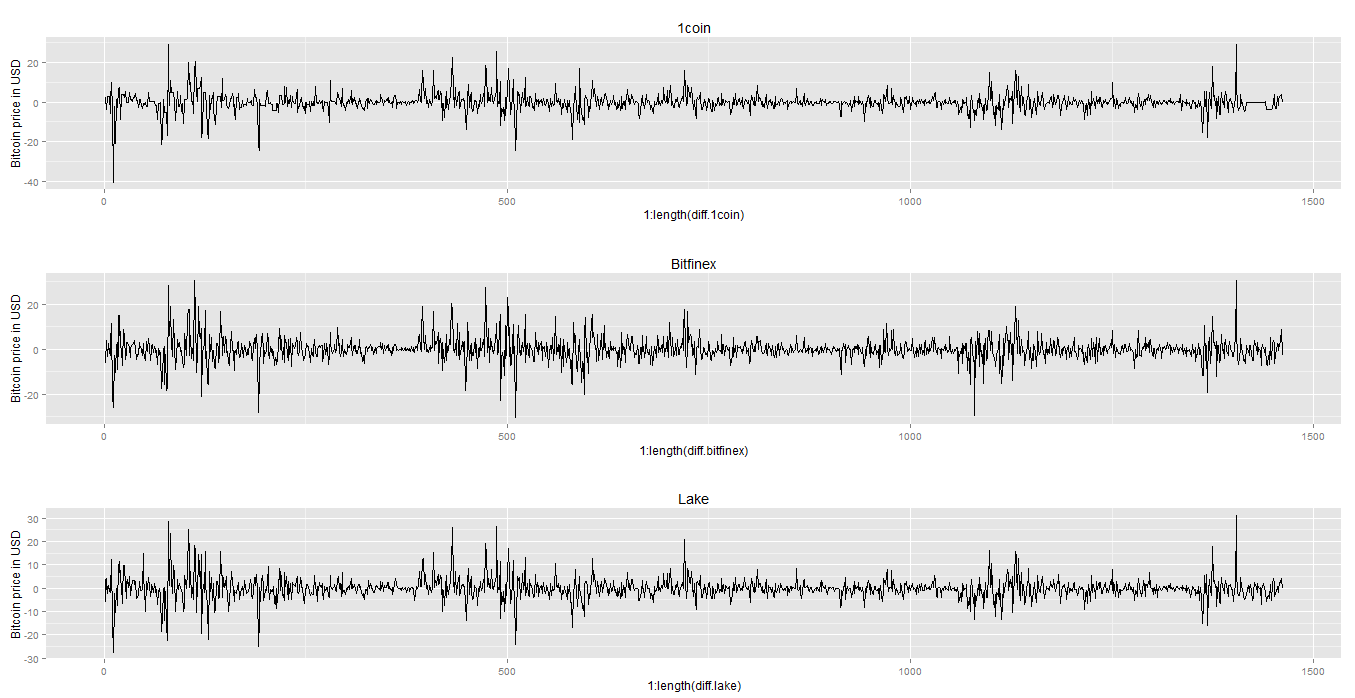 1coin
Bitcoin price in USD
20
0
-20
-40
0 500 1000 1500
1:length(diff.1coin)
Bitfinex
Bitcoin price in USD
20
0
-20
0 500 1000 1500
1:length(diff.bitfinex)
Lake
Bitcoin price in USD
30
20
10
0
-10
-20
-30
0 500 1000 1500
1:length(diff.lake)